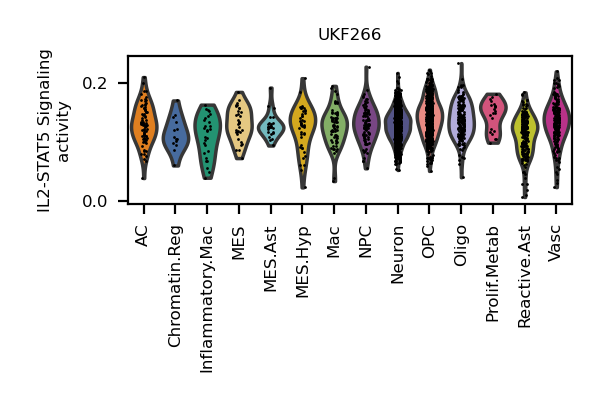 UKF266
IL2-STAT5 Signaling
activity
0.2
0.0
AC
Chromatin.Reg
Inflammatory.Mac
MES
MES.Ast
MES.Hyp
Mac
NPC
Neuron
OPC
Oligo
Prolif.Metab
Reactive.Ast
Vasc